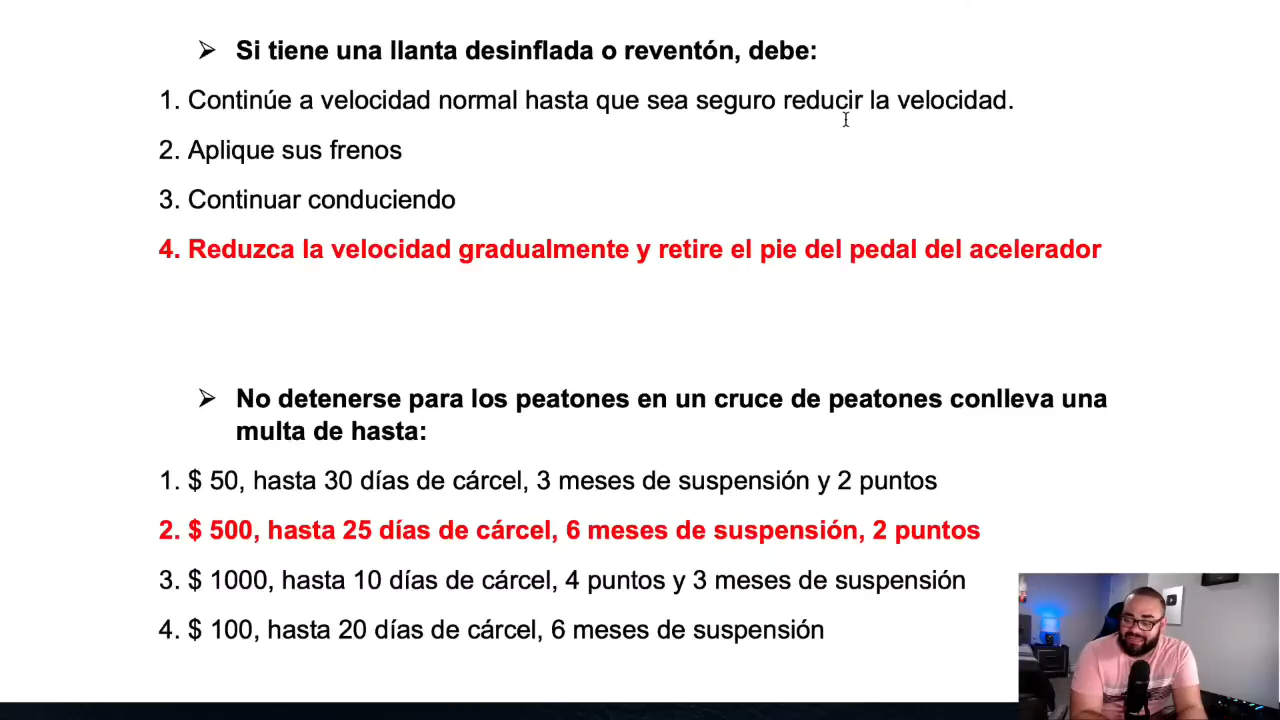 ➢ Si tiene una llanta desinflada o reventón, debe:
1. Continúe a velocidad normal hasta que sea seguro reducir la velocidad.
2. Aplique sus frenos
3. Continuar conduciendo
4. Reduzca la velocidad gradualmente y retire el pie del pedal del acelerador
➢ No detenerse para los peatones en un cruce de peatones conlleva una
multa de hasta:
1. $ 50, hasta 30 días de cárcel, 3 meses de suspensión y 2 puntos
2. $ 500, hasta 25 días de cárcel, 6 meses de suspensión, 2 puntos
3. $ 1000, hasta 10 días de cárcel, 4 puntos y 3 meses de suspensión
4. $ 100, hasta 20 días de cárcel, 6 meses de suspensión